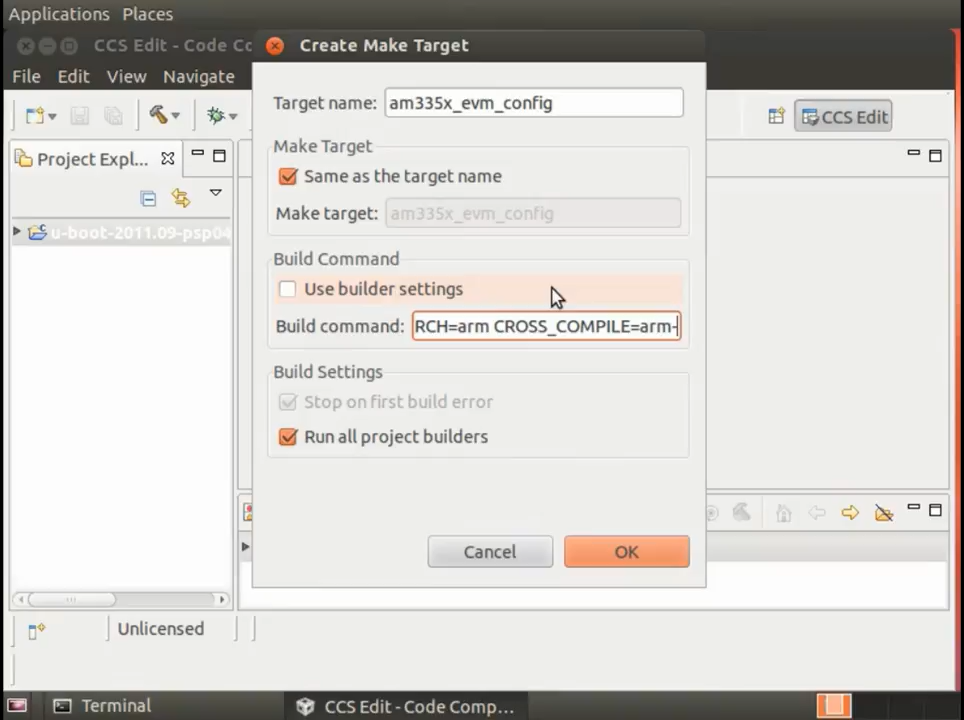 Applications Places
CCS Edit - Code Co
Create Make Target
File Edit View Navigate
Target name: am335x_evm_config
CCS Edit
Make Target
Project Expl...
Same as the target name
Make target: am335x_evm_config
u-boot-2011.09-psp04
Build Command
Use builder settings
Build command: RCH=arm CROSS_COMPILE=arm-
Build Settings
Stop on first build error
Run all project builders
Cancel OK
Unlicensed
Terminal CCS Edit - Code Comp...